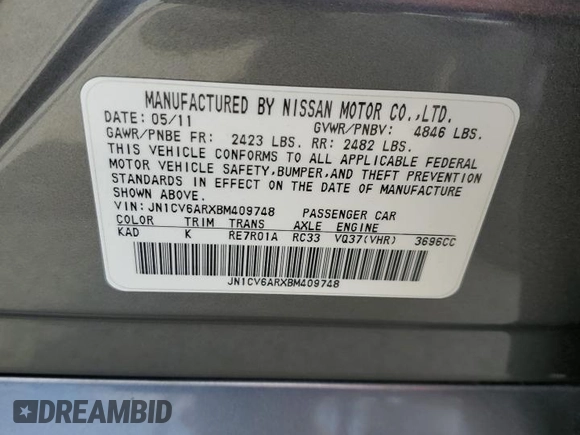 MANUFACTURED BY NISSAN MOTOR CO.,LTD.
DATE: 05/11 GVWR/PNBV: 4846 LBS.
GAWR/PNBE FR: 2423 LBS. RR: 2482 LBS.
THIS VEHICLE CONFORMS TO ALL APPLICABLE FEDERAL
MOTOR VEHICLE SAFETY, BUMPER, AND THEFT PREVENTION
STANDARDS IN EFFECT ON THE DATE OF MANUFACTURE
SHOWN ABOVE.
VIN: JN1CV6ARXBM409748 PASSENGER CAR
COLOR TRIM TRANS AXLE ENGINE
KAD K RE7R01A RC33 VQ37(VHR) 3696CC
JN1CV6ARXBM409748
DREAMBID